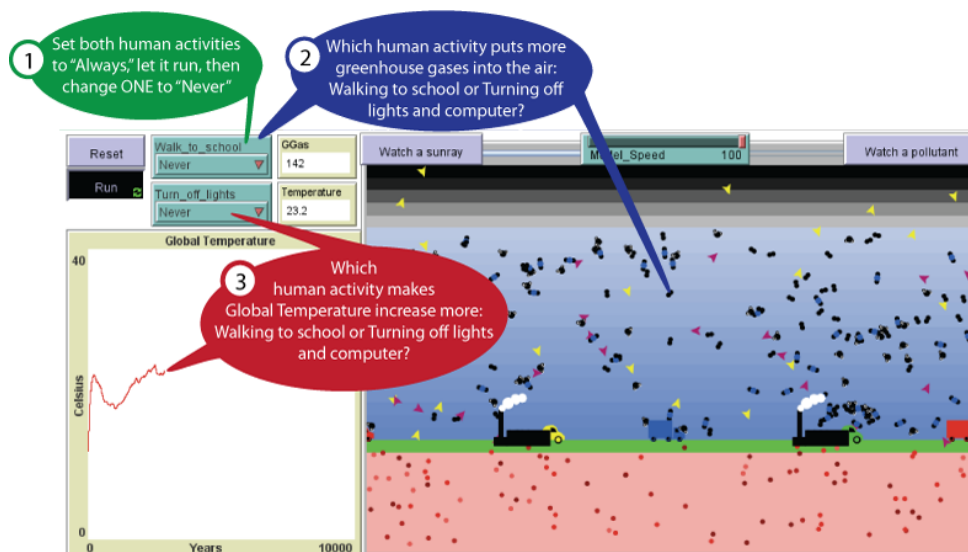 1
Set both human activities
to “Always,” let it run, then
change ONE to “Never”
2
Which human activity puts more
greenhouse gases into the air:
Walking to school or Turning off
lights and computer?
Reset
Run
Walk_to_school
Never
Turn_off_lights
Never
GGas
142
Temperature
23.2
Watch a sunray
Model_Speed 100
Watch a pollutant
Global Temperature
40
Celsius
0
0 Years 10000
3
Which
human activity makes
Global Temperature increase more:
Walking to school or Turning off lights
and computer?